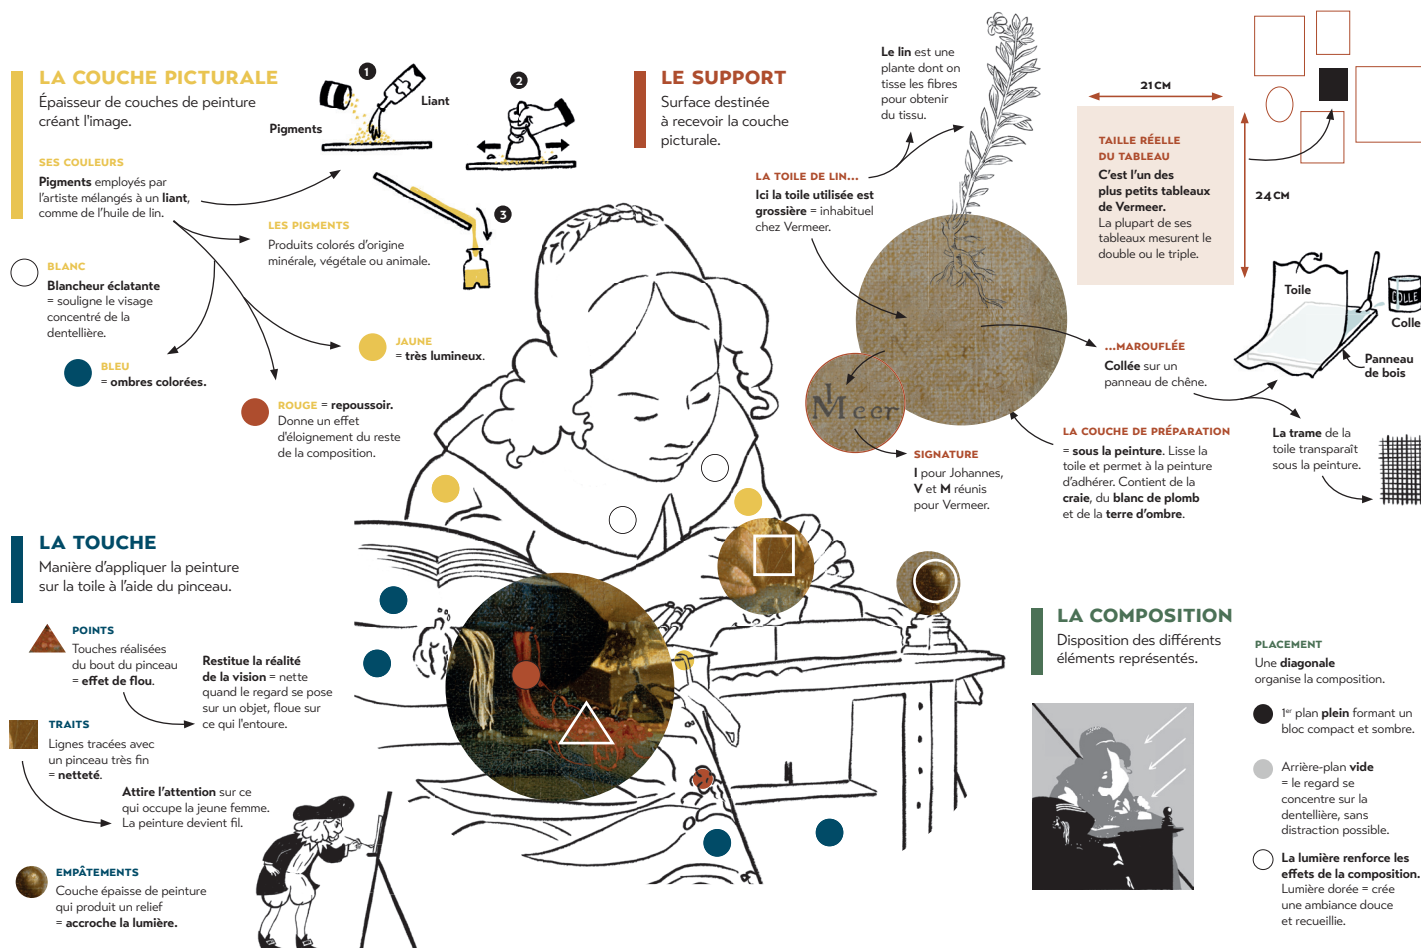 LA COUCHE PICTURALE
Épaisseur de couches de peinture
créant l'image.
SES COULEURS
Pigments employés par
l'artiste mélangés à un liant,
comme de l'huile de lin.
1
Liant
Pigments
2
3
LES PIGMENTS
Produits colorés d'origine
minérale, végétale ou animale.
BLANC
Blancheur éclatante
= souligne le visage
concentré de la
dentellière.
BLEU
= ombres colorées.
JAUNE
= très lumineux.
ROUGE = repoussoir.
Donne un effet
d'éloignement du reste
de la composition.
LE SUPPORT
Surface destinée
à recevoir la couche
picturale.
Le lin est une
plante dont on
tisse les fibres
pour obtenir
du tissu.
LA TOILE DE LIN...
Ici la toile utilisée est
grossière = inhabituel
chez Vermeer.
21 CM
TAILLE RÉELLE
DU TABLEAU
C'est l'un des
plus petits tableaux
de Vermeer.
La plupart de ses
tableaux mesurent le
double ou le triple.
24 CM
Toile
COLLE
Colle
Panneau
de bois
...MAROUFLÉE
Collée sur un
panneau de chêne.
I
Meer
SIGNATURE
I pour Johannes,
V et M réunis
pour Vermeer.
LA COUCHE DE PRÉPARATION
= sous la peinture. Lisse la
toile et permet à la peinture
d'adhérer. Contient de la
craie, du blanc de plomb
et de la terre d'ombre.
La trame de la
toile transparaît
sous la peinture.
LA TOUCHE
Manière d'appliquer la peinture
sur la toile à l'aide du pinceau.
POINTS
Touches réalisées
du bout du pinceau
= effet de flou.
Restitue la réalité
de la vision = nette
quand le regard se pose
sur un objet, floue sur
ce qui l'entoure.
TRAITS
Lignes tracées avec
un pinceau très fin
= netteté.
Attire l'attention sur ce
qui occupe la jeune femme.
La peinture devient fil.
EMPÂTEMENTS
Couche épaisse de peinture
qui produit un relief
= accroche la lumière.
LA COMPOSITION
Disposition des différents
éléments représentés.
PLACEMENT
Une diagonale
organise la composition.
1er plan plein formant un
bloc compact et sombre.
Arrière-plan vide
= le regard se
concentre sur la
dentellière, sans
distraction possible.
La lumière renforce les
effets de la composition.
Lumière dorée = crée
une ambiance douce
et recueillie.